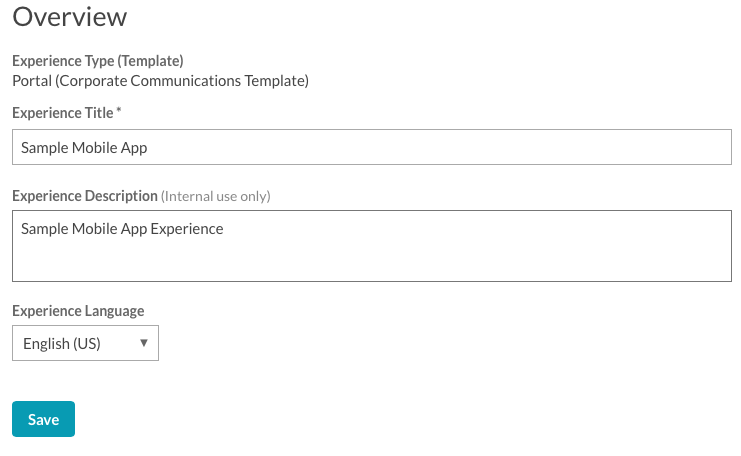 Overview
Experience Type (Template)
Portal (Corporate Communications Template)
Experience Title *
Sample Mobile App
Experience Description (Internal use only)
Sample Mobile App Experience
Experience Language
English (US)
Save